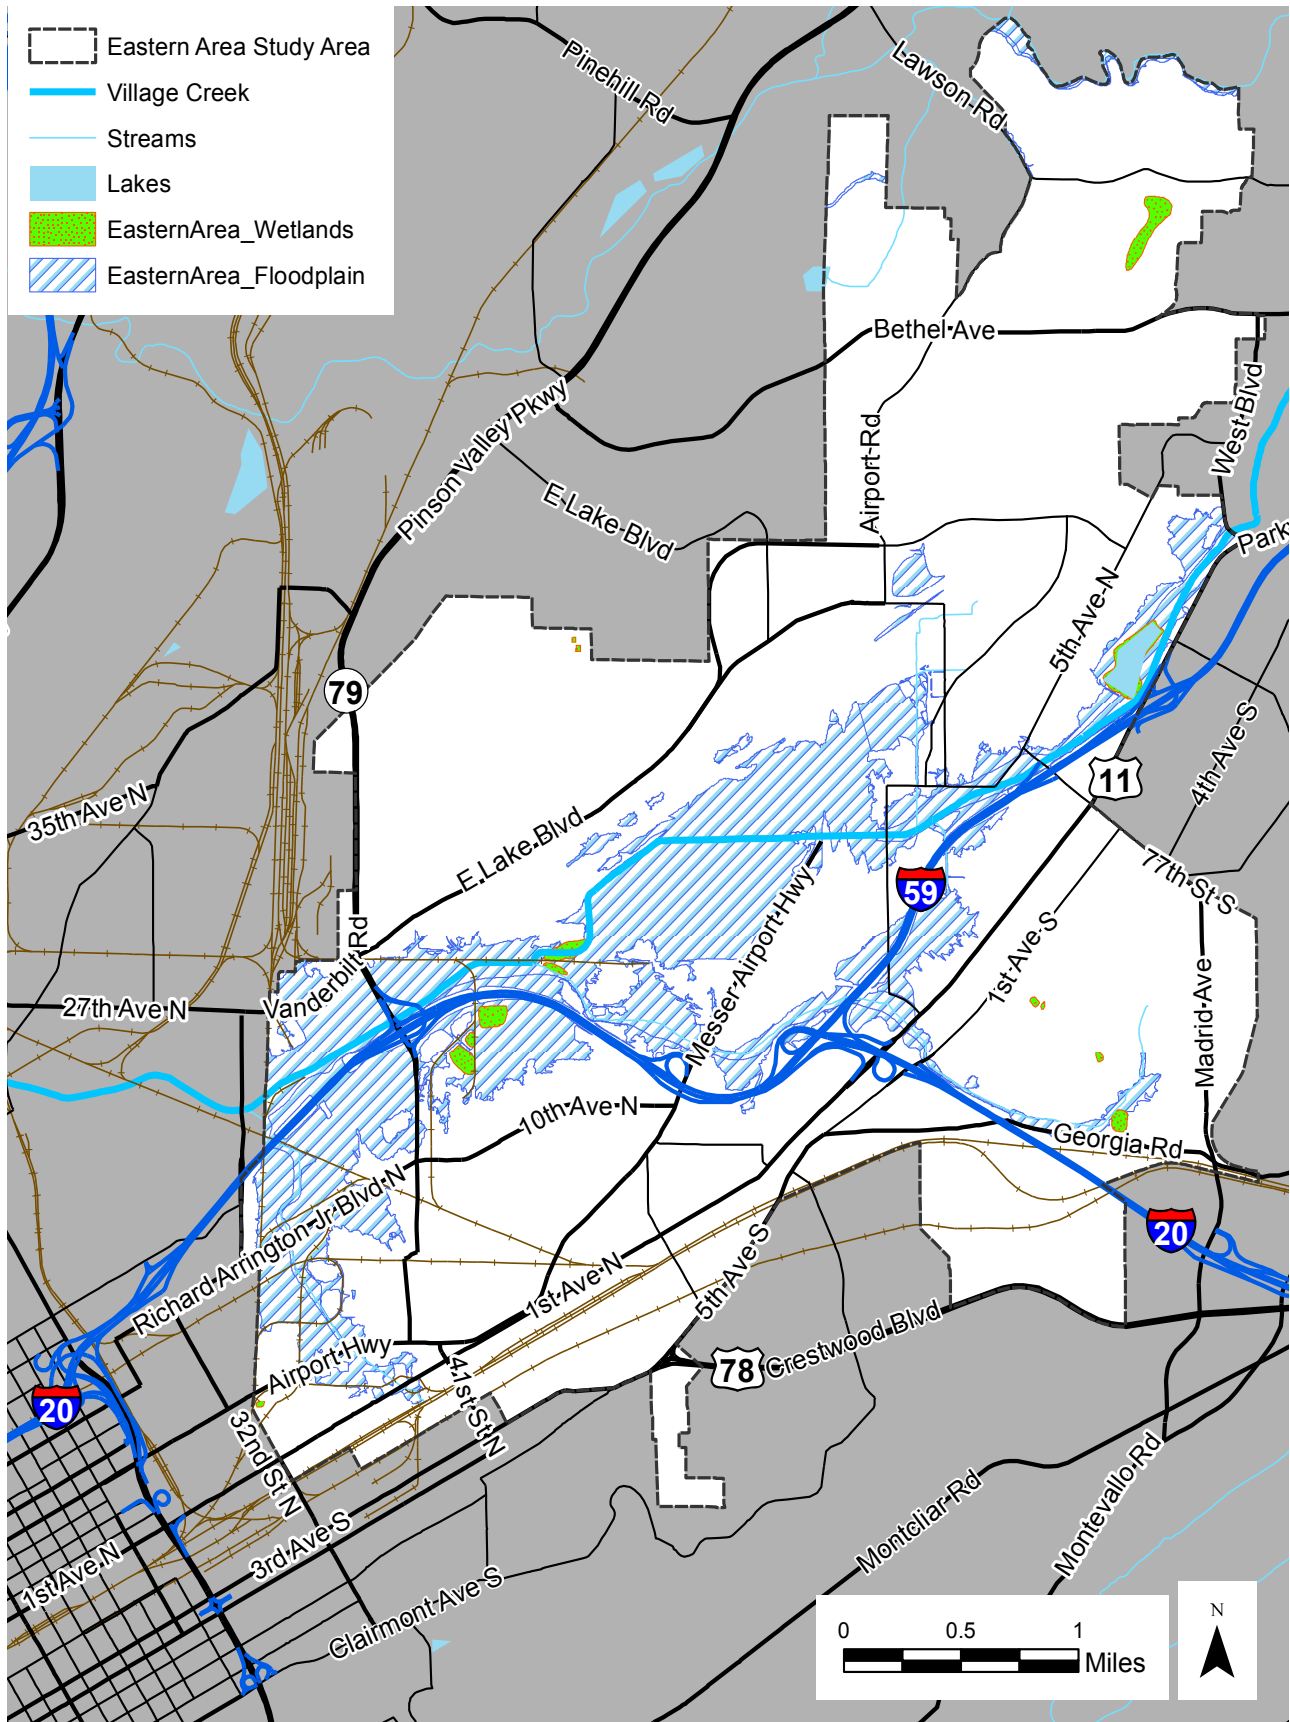 Eastern Area Study Area
Village Creek
Streams
Lakes
EasternArea_Wetlands
EasternArea_Floodplain
Pinehill Rd
Lawson Rd
Bethel Ave
West Blvd
Pinson Valley Pkwy
Airport Rd
E Lake Blvd
Park
5th Ave N
79
4th Ave S
11
35th Ave N
E Lake Blvd
77th St S
59
Messer Airport Hwy
1st Ave S
Vanderbilt Rd
27th Ave N
Madrid Ave
10th Ave N
Georgia Rd
Richard Arrington Jr Blvd N
20
1st Ave N
5th Ave S
Crestwood Blvd
78
Airport Hwy
41st St N
20
32nd St N
3rd Ave S
1st Ave N
Clairmont Ave S
Montcliar Rd
Montevallo Rd
0 0.5 1
Miles
N